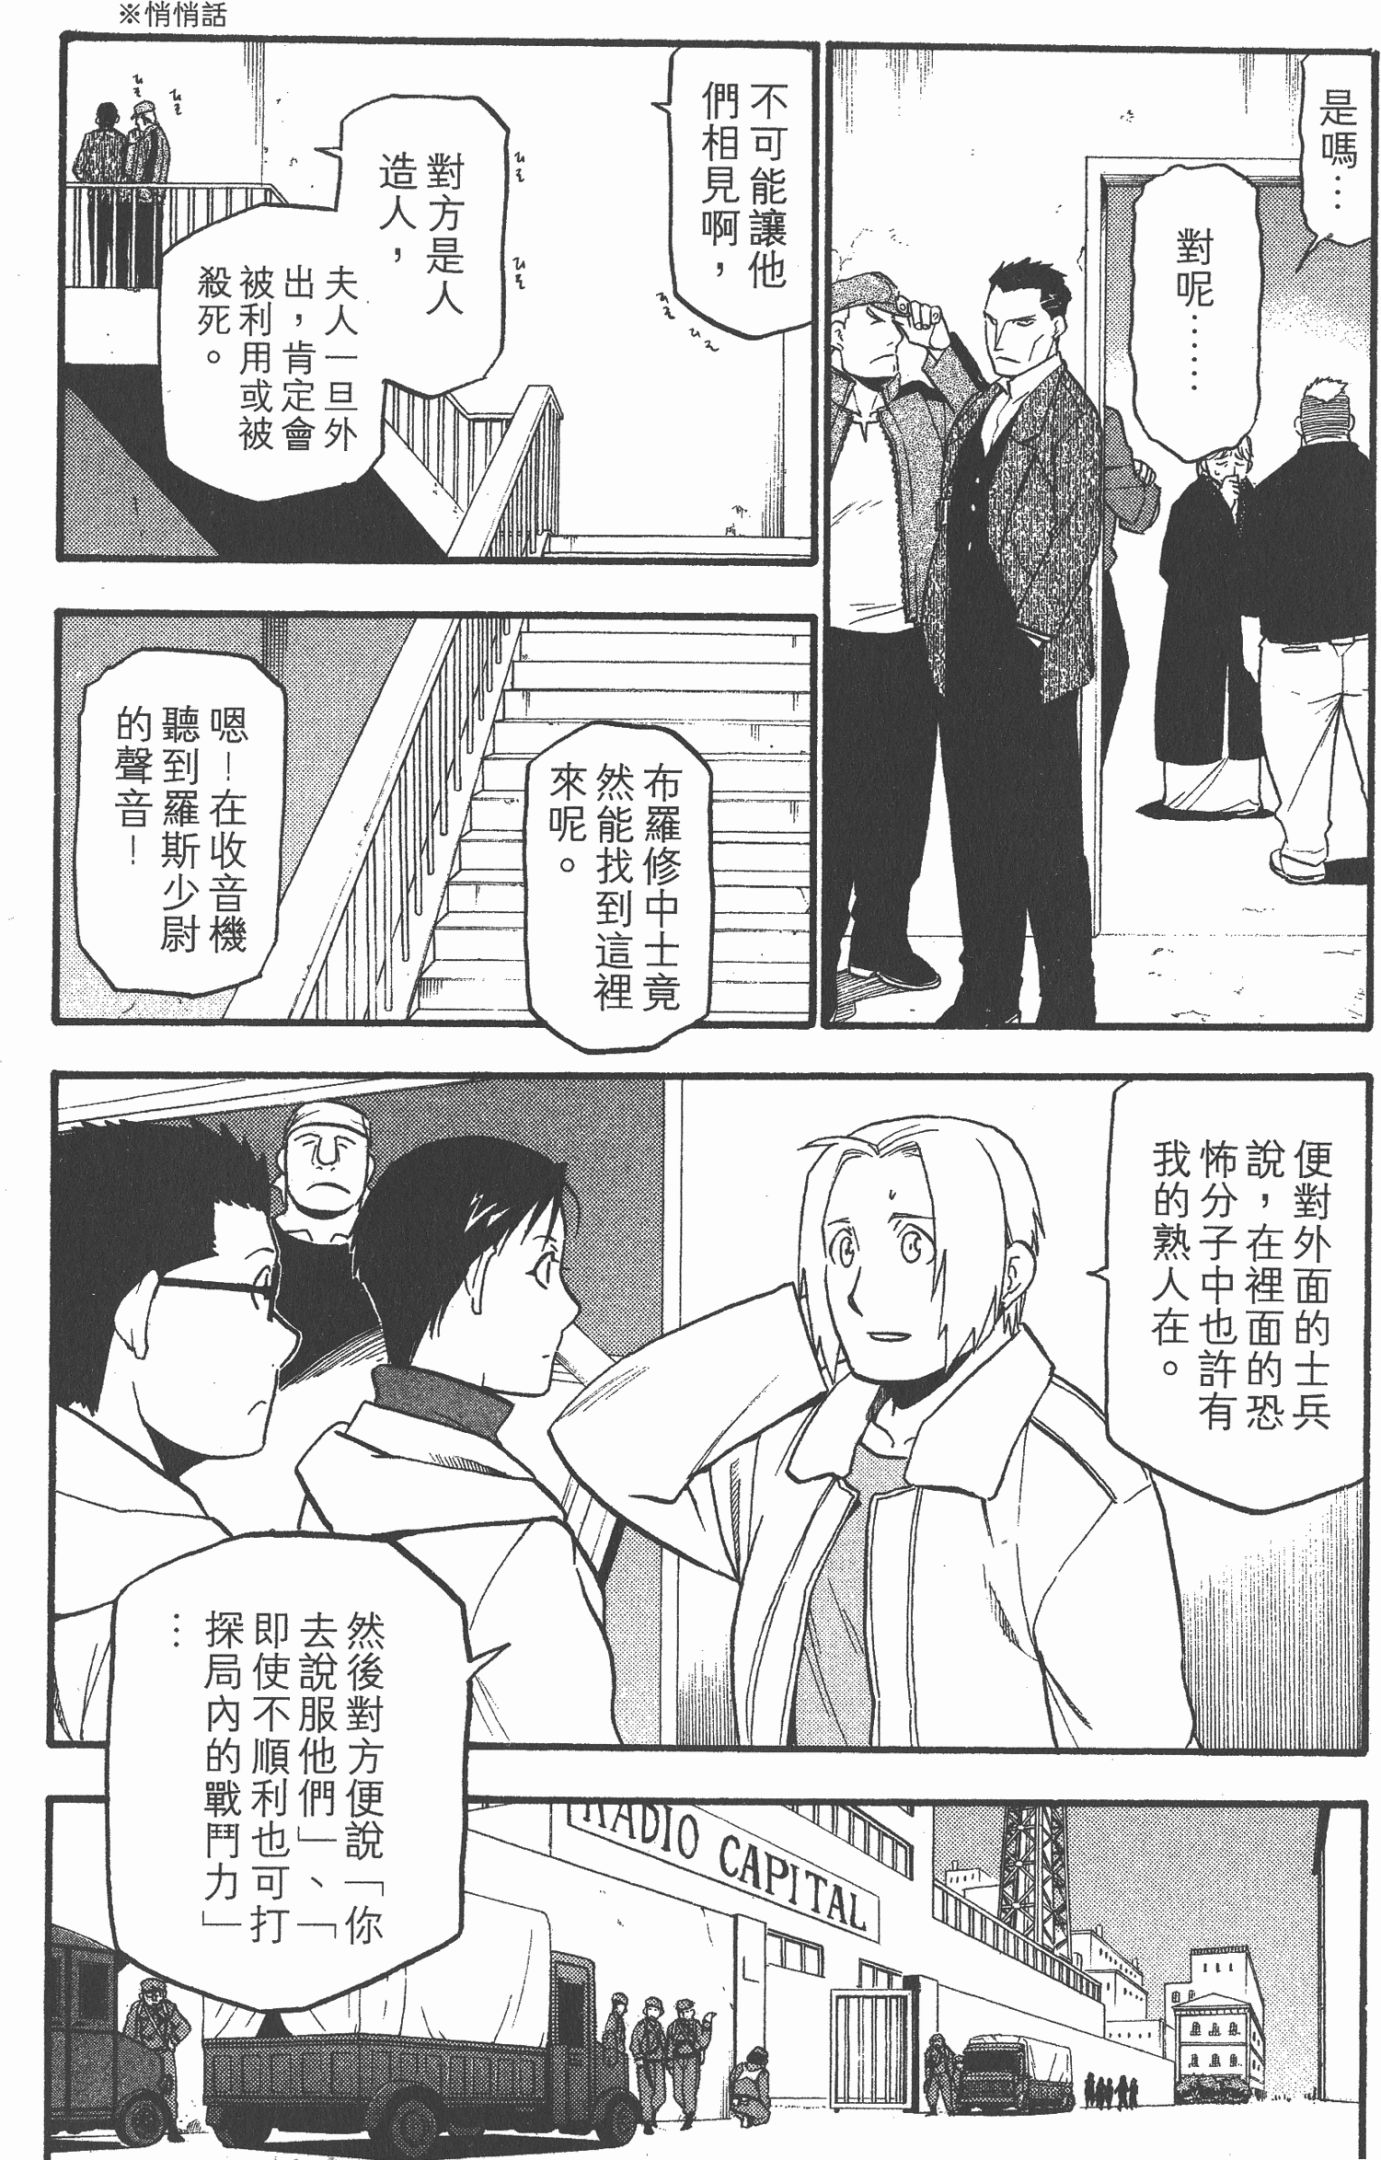 ※悄悄話
是嗎…
對呢……
不可能讓他
們相見啊，
對方是人
造人，
夫人一旦外
出，肯定會
被利用或被
殺死。
布羅修中士竟
然能找到這裡
來呢。
嗯！在收音機
聽到羅斯少尉
的聲音！
便對外面的士兵
說，在裡面的恐
怖分子中也許有
我的熟人在。
然後對方便說「你
去說服他們」、「
即使不順利也可打
探局內的戰鬥力」
…
RADIO CAPITAL